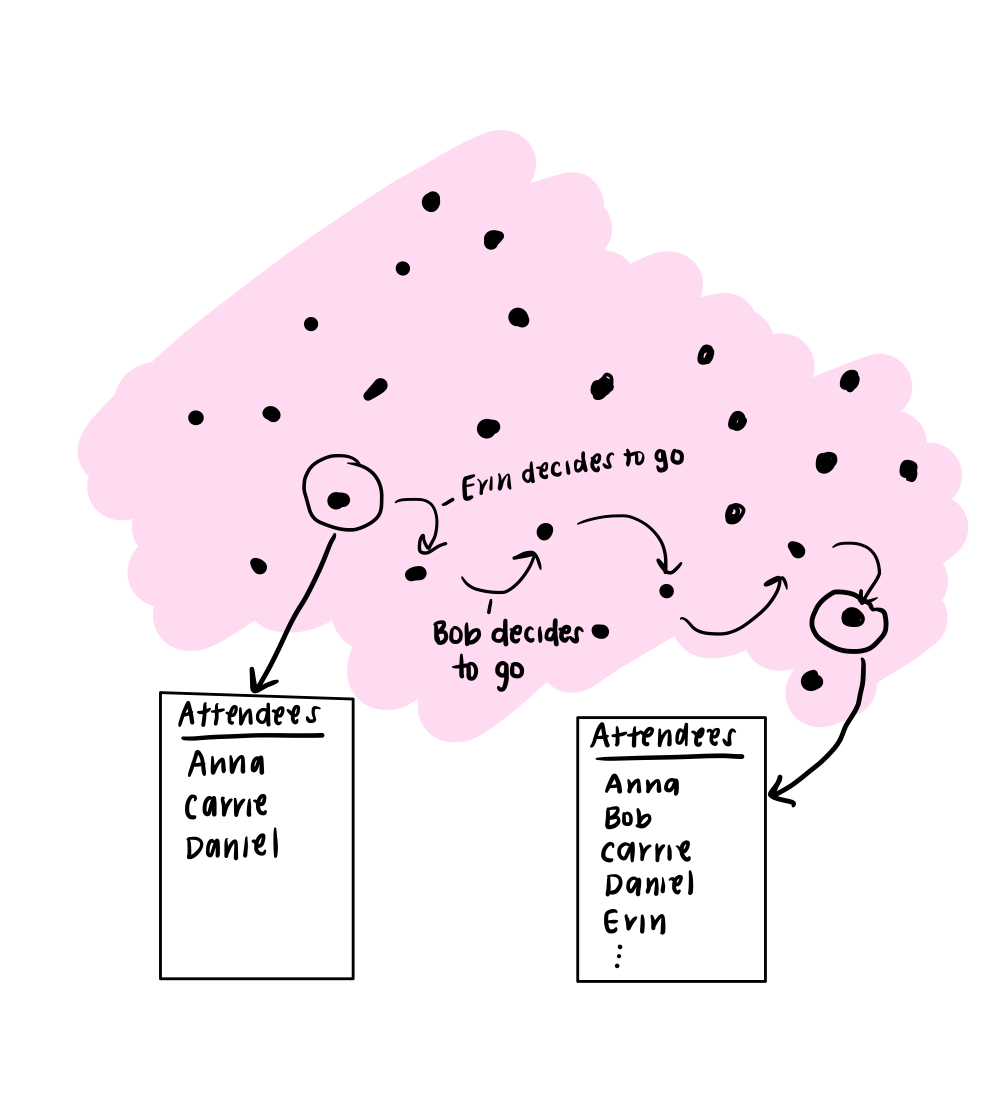 Erin decides to go
Bob decides
to go
Attendees
Anna
Carrie
Daniel
Attendees
Anna
Bob
Carrie
Daniel
Erin
⋮